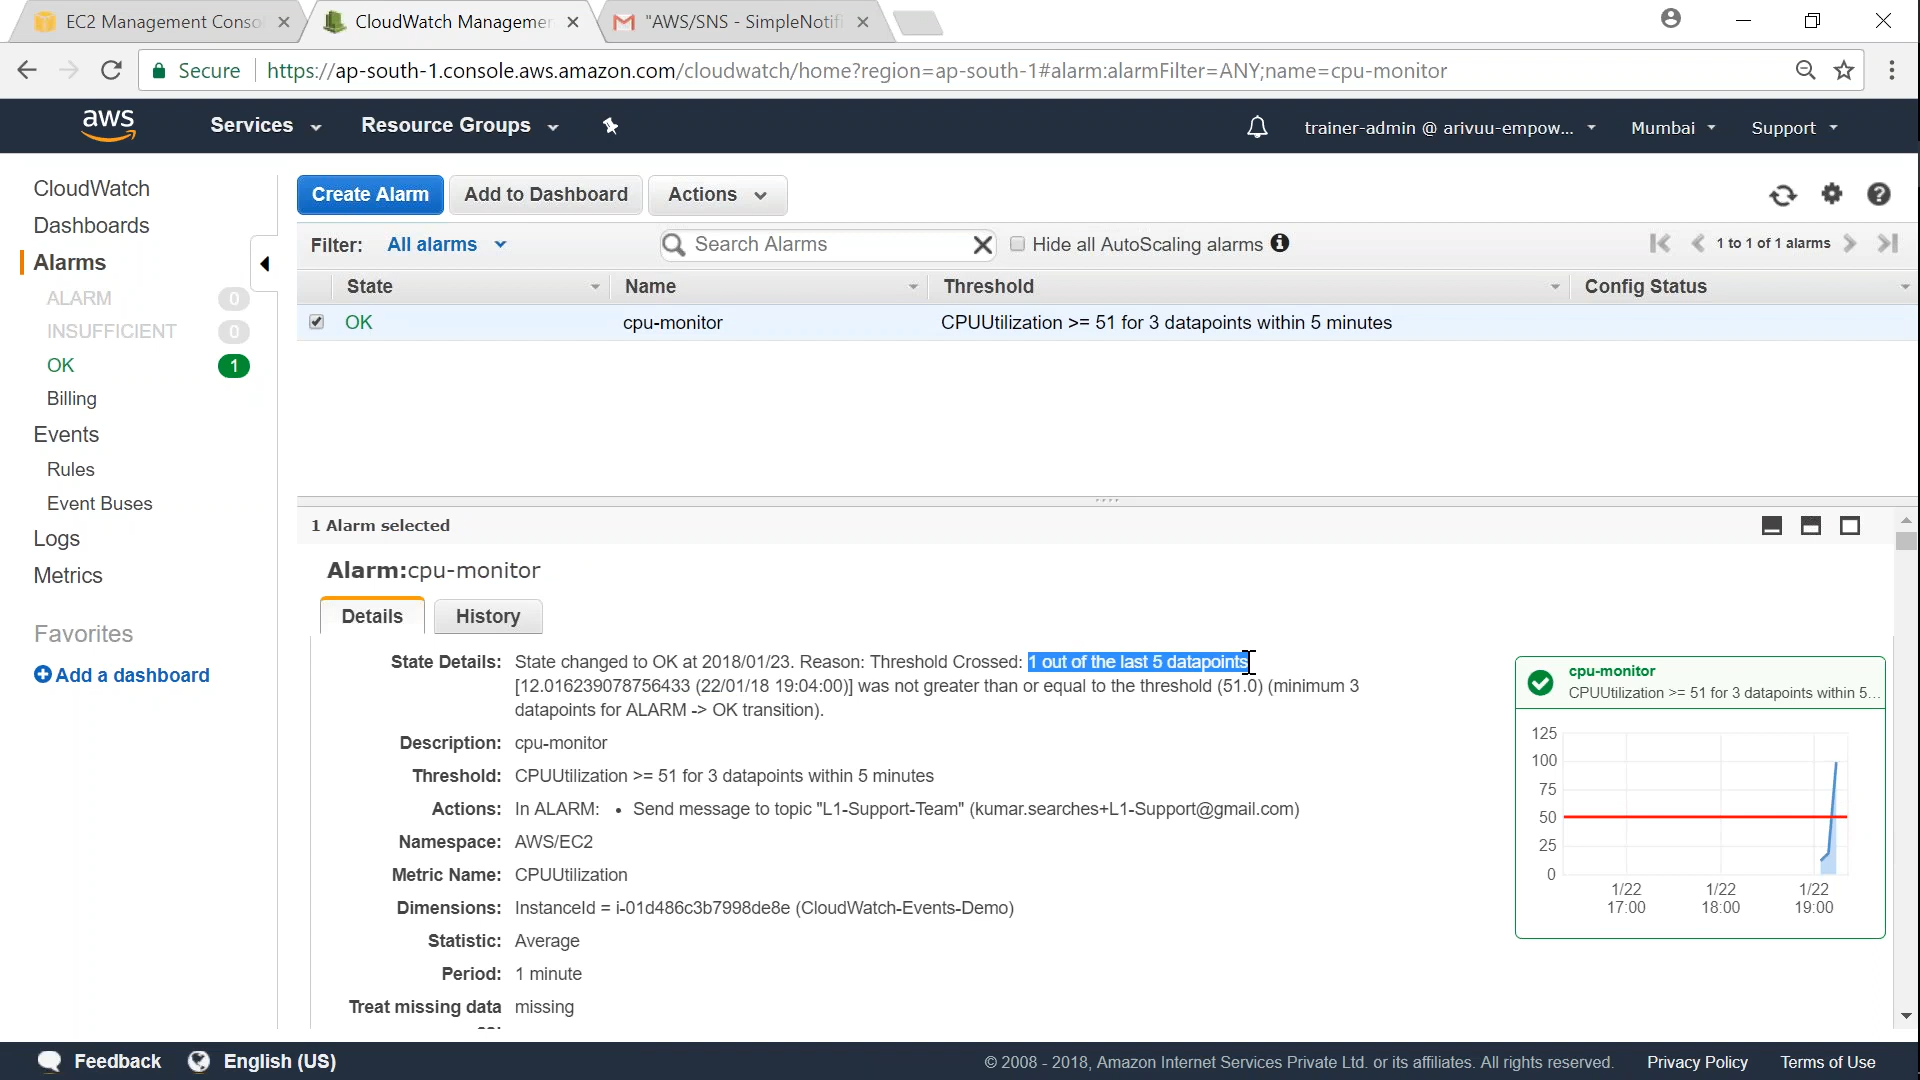 EC2 Management Conso
CloudWatch Managemen
"AWS/SNS - SimpleNotifi
Secure https://ap-south-1.console.aws.amazon.com/cloudwatch/home?region=ap-south-1#alarm:alarmFilter=ANY;name=cpu-monitor
aws Services Resource Groups trainer-admin @ arivuu-empow... Mumbai Support
CloudWatch
Dashboards
Alarms
ALARM 0
INSUFFICIENT 0
OK 1
Billing
Events
Rules
Event Buses
Logs
Metrics
Favorites
Add a dashboard
Create Alarm Add to Dashboard Actions
Filter: All alarms Search Alarms Hide all AutoScaling alarms 1 to 1 of 1 alarms
State Name Threshold Config Status
OK cpu-monitor CPUUtilization >= 51 for 3 datapoints within 5 minutes
1 Alarm selected
Alarm:cpu-monitor
Details History
State Details: State changed to OK at 2018/01/23. Reason: Threshold Crossed: 1 out of the last 5 datapoints
[12.016239078756433 (22/01/18 19:04:00)] was not greater than or equal to the threshold (51.0) (minimum 3
datapoints for ALARM -> OK transition).
Description: cpu-monitor
Threshold: CPUUtilization >= 51 for 3 datapoints within 5 minutes
Actions: In ALARM: • Send message to topic "L1-Support-Team" (kumar.searches+L1-Support@gmail.com)
Namespace: AWS/EC2
Metric Name: CPUUtilization
Dimensions: InstanceId = i-01d486c3b7998de8e (CloudWatch-Events-Demo)
Statistic: Average
Period: 1 minute
Treat missing data missing
cpu-monitor
CPUUtilization >= 51 for 3 datapoints within 5...
125
100
75
50
25
0
1/22 1/22 1/22
17:00 18:00 19:00
Feedback English (US) © 2008 - 2018, Amazon Internet Services Private Ltd. or its affiliates. All rights reserved. Privacy Policy Terms of Use